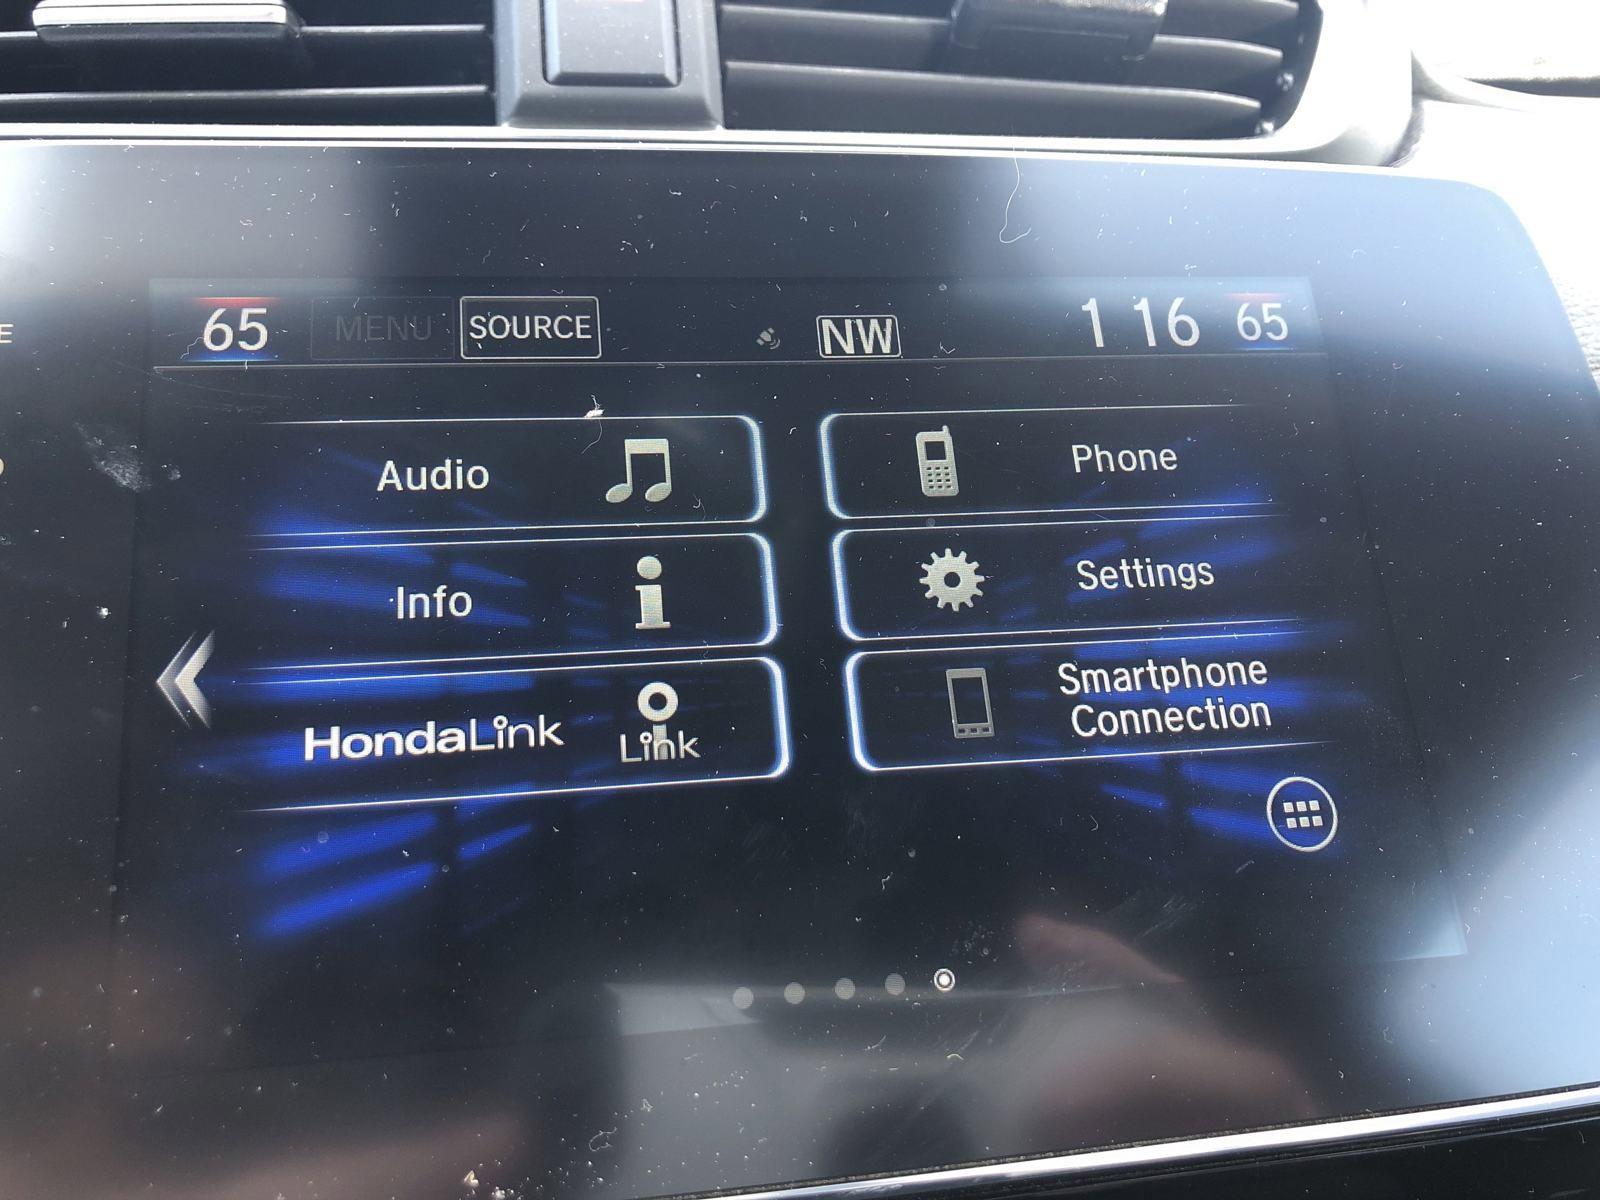 65 MENU SOURCE NW 1 16 65
E
Audio
Phone
Info
Settings
HondaLink
Link
Smartphone
Connection